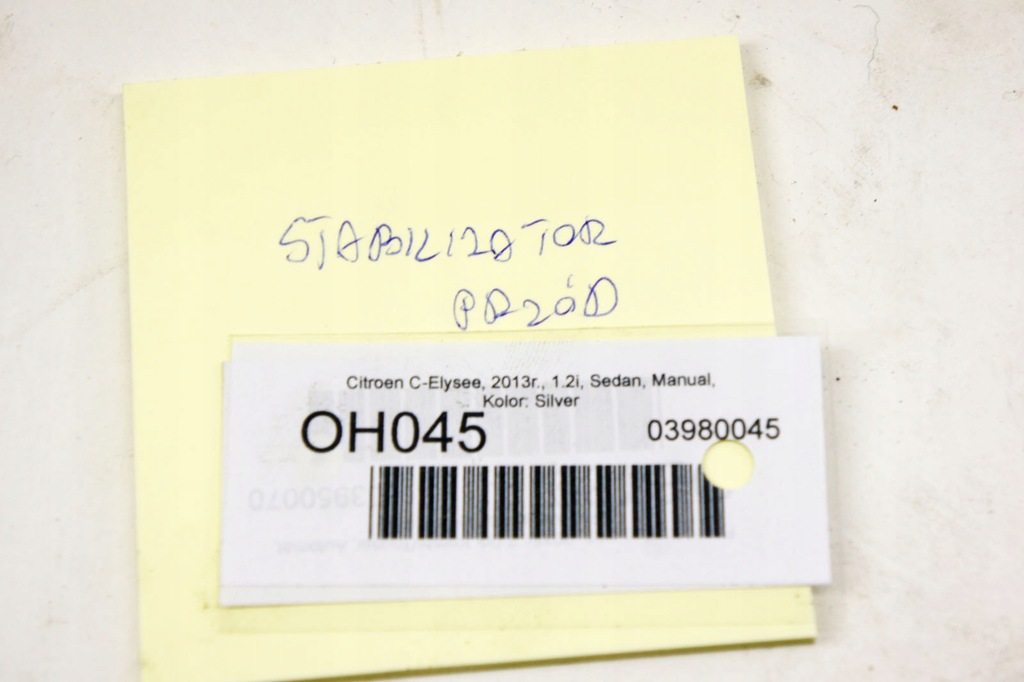 STABILIZATOR
PRZÓD
Citroen C-Elysee, 2013r., 1.2i, Sedan, Manual,
Kolor: Silver
OH045
03980045